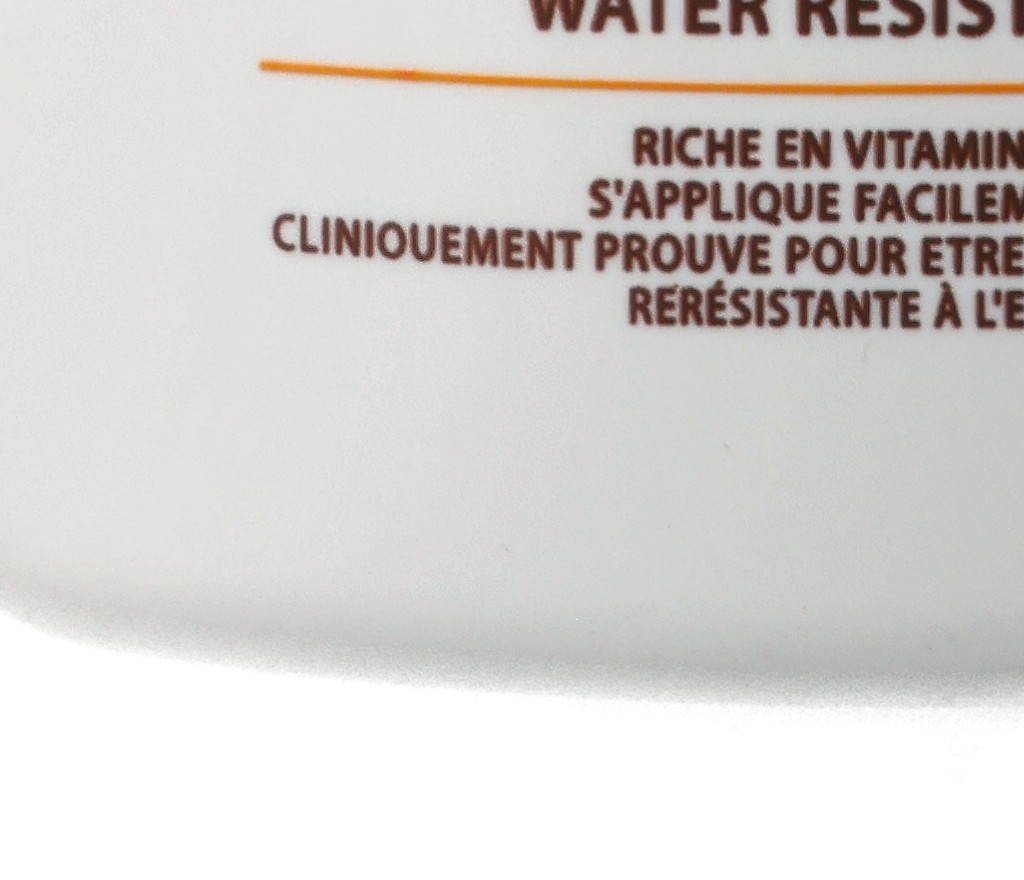 WATER RESIST
RICHE EN VITAMIN
S'APPLIQUE FACILEM
CLINIOUEMENT PROUVE POUR ETRE
RERÉSISTANTE À L'E